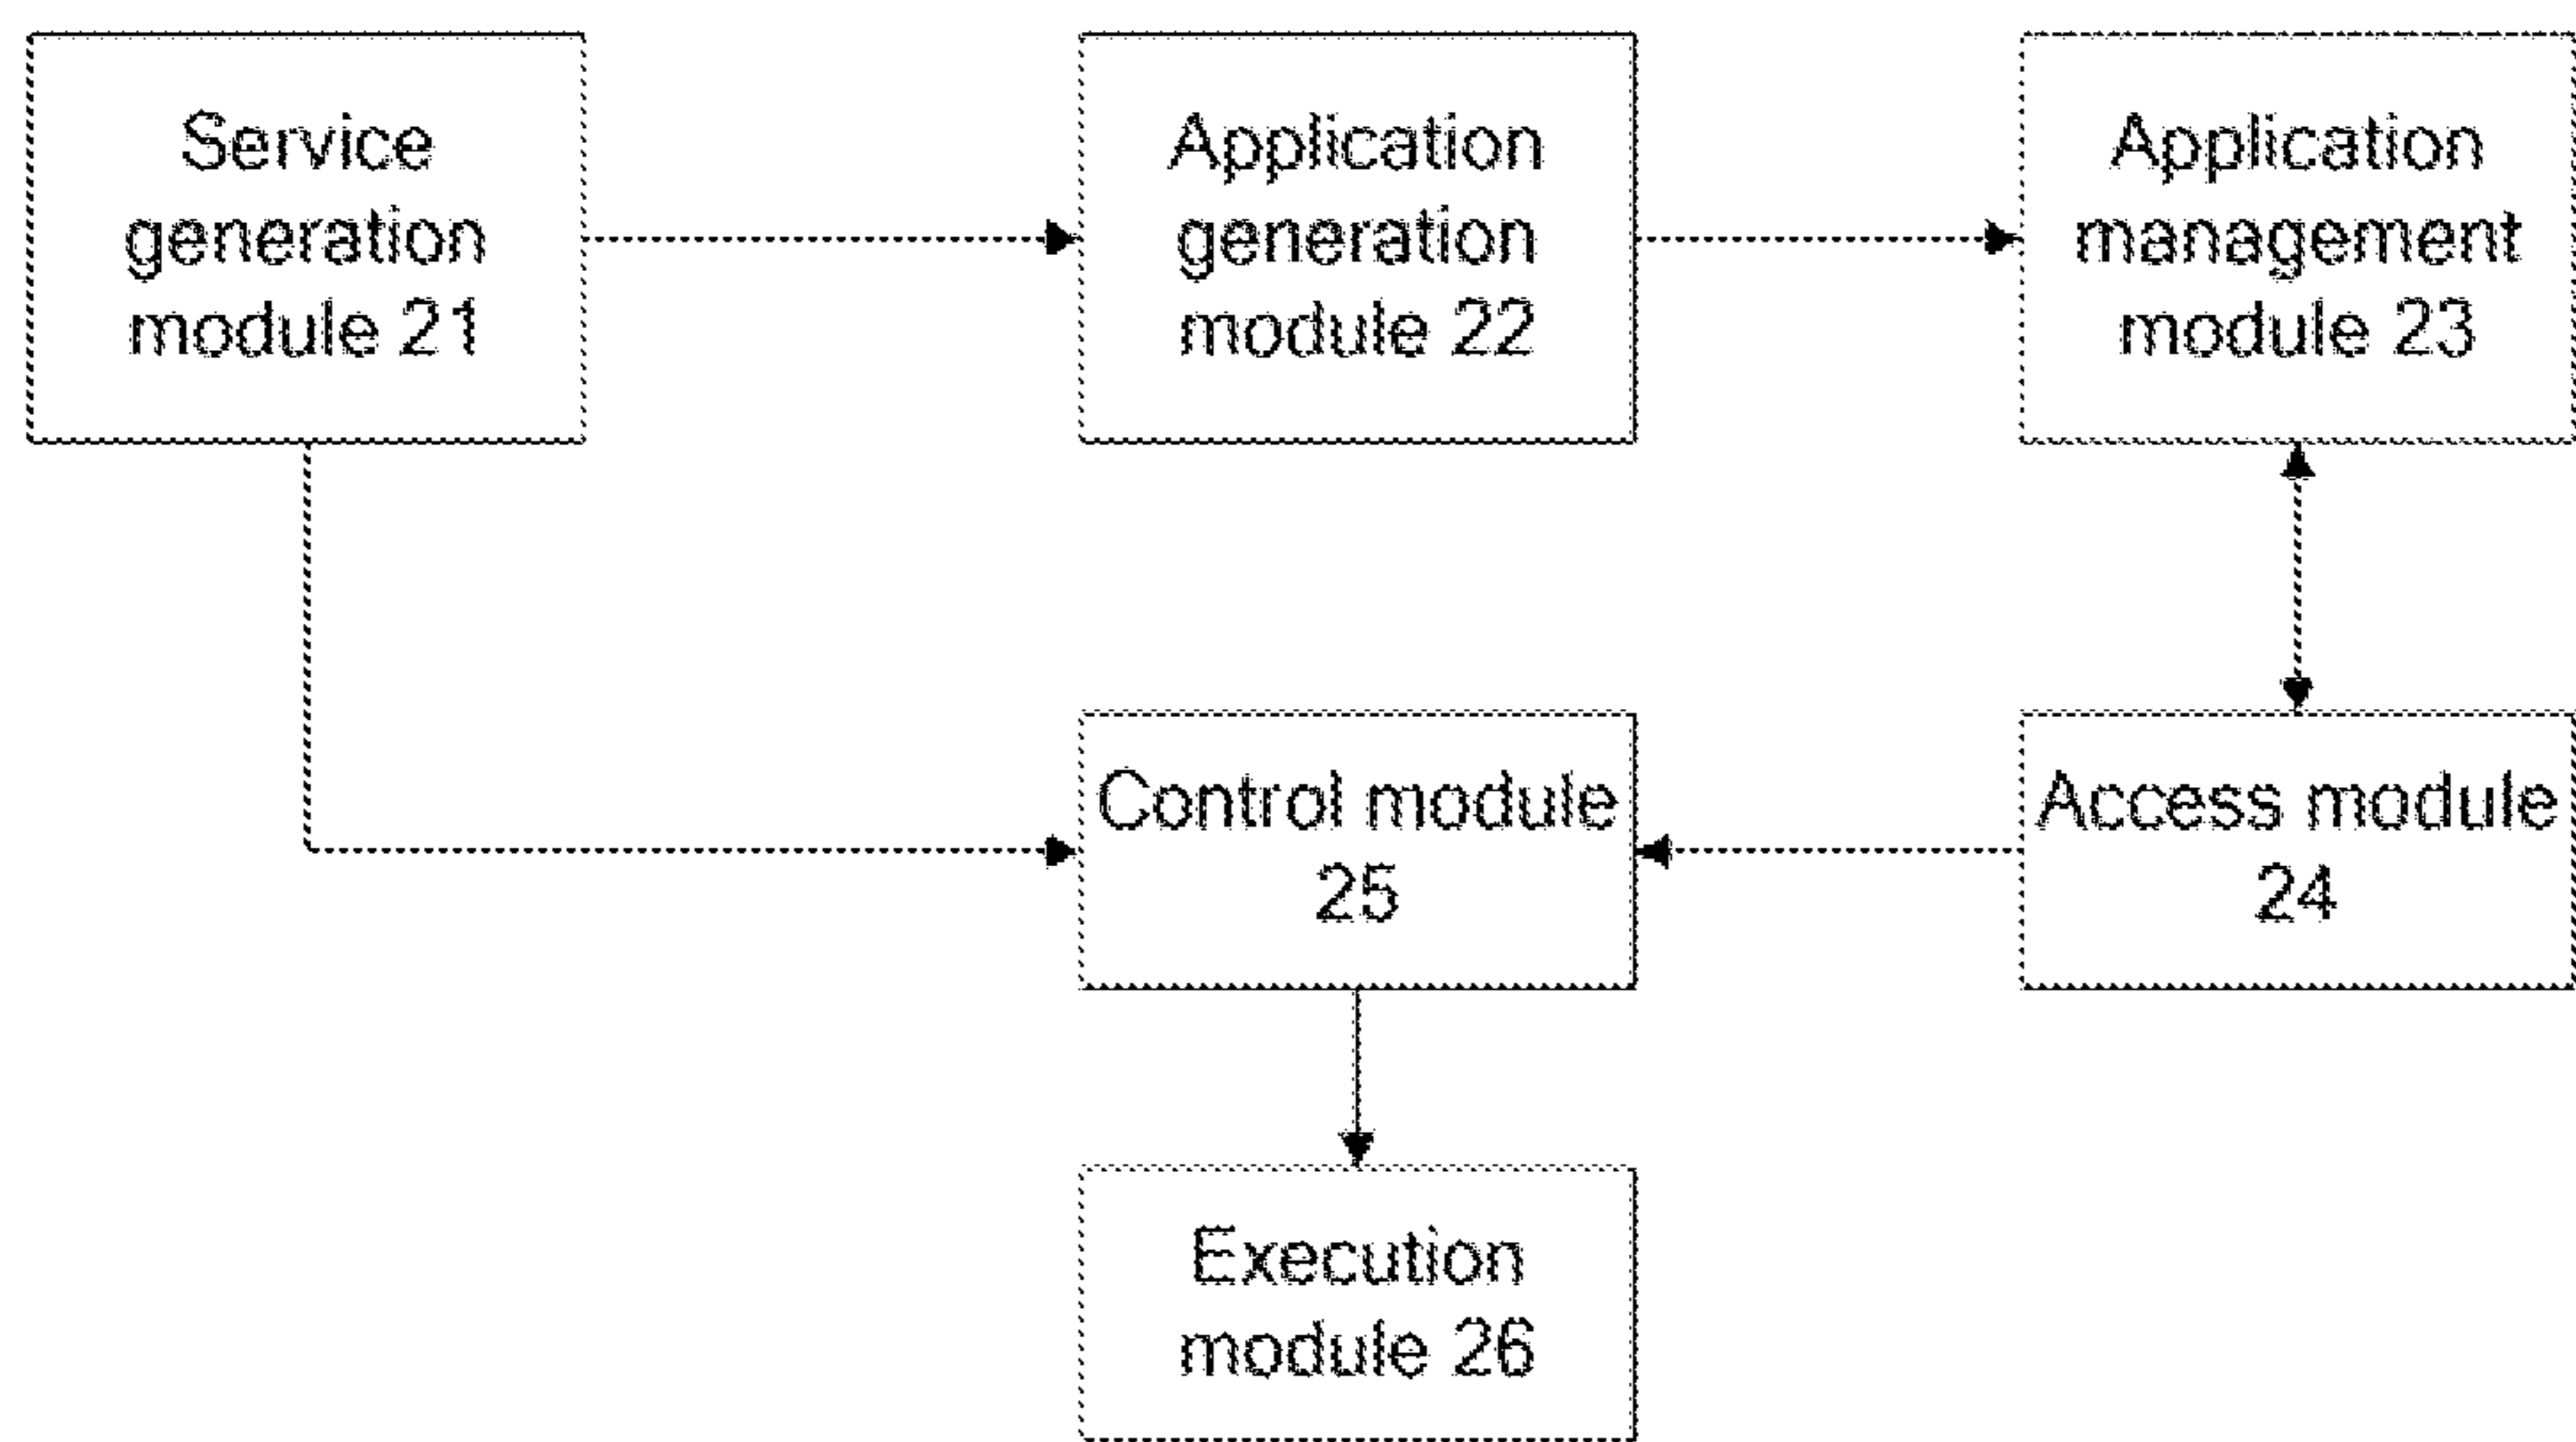 Service
generation
module 21
Application
generation
module 22
Application
management
module 23
Control module
25
Access module
24
Execution
module 26